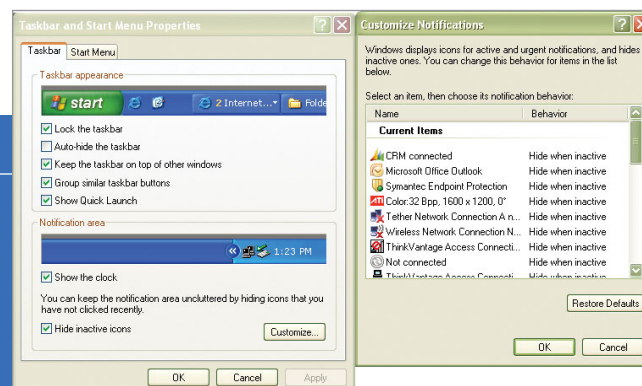 Taskbar and Start Menu Properties
Taskbar
Start Menu
Taskbar appearance
start
2 Internet...
Folde
Lock the taskbar
Auto-hide the taskbar
Keep the taskbar on top of other windows
Group similar taskbar buttons
Show Quick Launch
Notification area
1:23 PM
Show the clock
You can keep the notification area uncluttered by hiding icons that you
have not clicked recently.
Hide inactive icons
Customize...
OK
Cancel
Apply
Customize Notifications
Windows displays icons for active and urgent notifications, and hides
inactive ones. You can change this behavior for items in the list
below.
Select an item, then choose its notification behavior:
Name Behavior
Current Items
CRM connected Hide when inactive
Microsoft Office Outlook Hide when inactive
Symantec Endpoint Protection Hide when inactive
ATI Color:32 Bpp, 1600 x 1200, 0° Hide when inactive
Tether Network Connection A n... Hide when inactive
Wireless Network Connection N... Hide when inactive
ThinkVantage Access Connecti... Hide when inactive
Not connected Hide when inactive
ThinkVantage Access Connecti... Hide when inactive
Restore Defaults
OK
Cancel